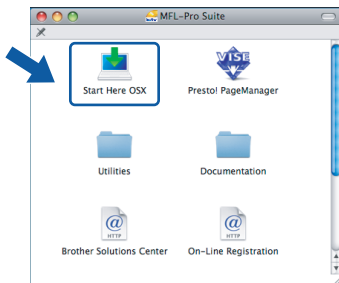 MFL-Pro Suite
VISE
Start Here OSX
Presto! PageManager
Utilities
Documentation
@
HTTP
@
HTTP
Brother Solutions Center
On-Line Registration